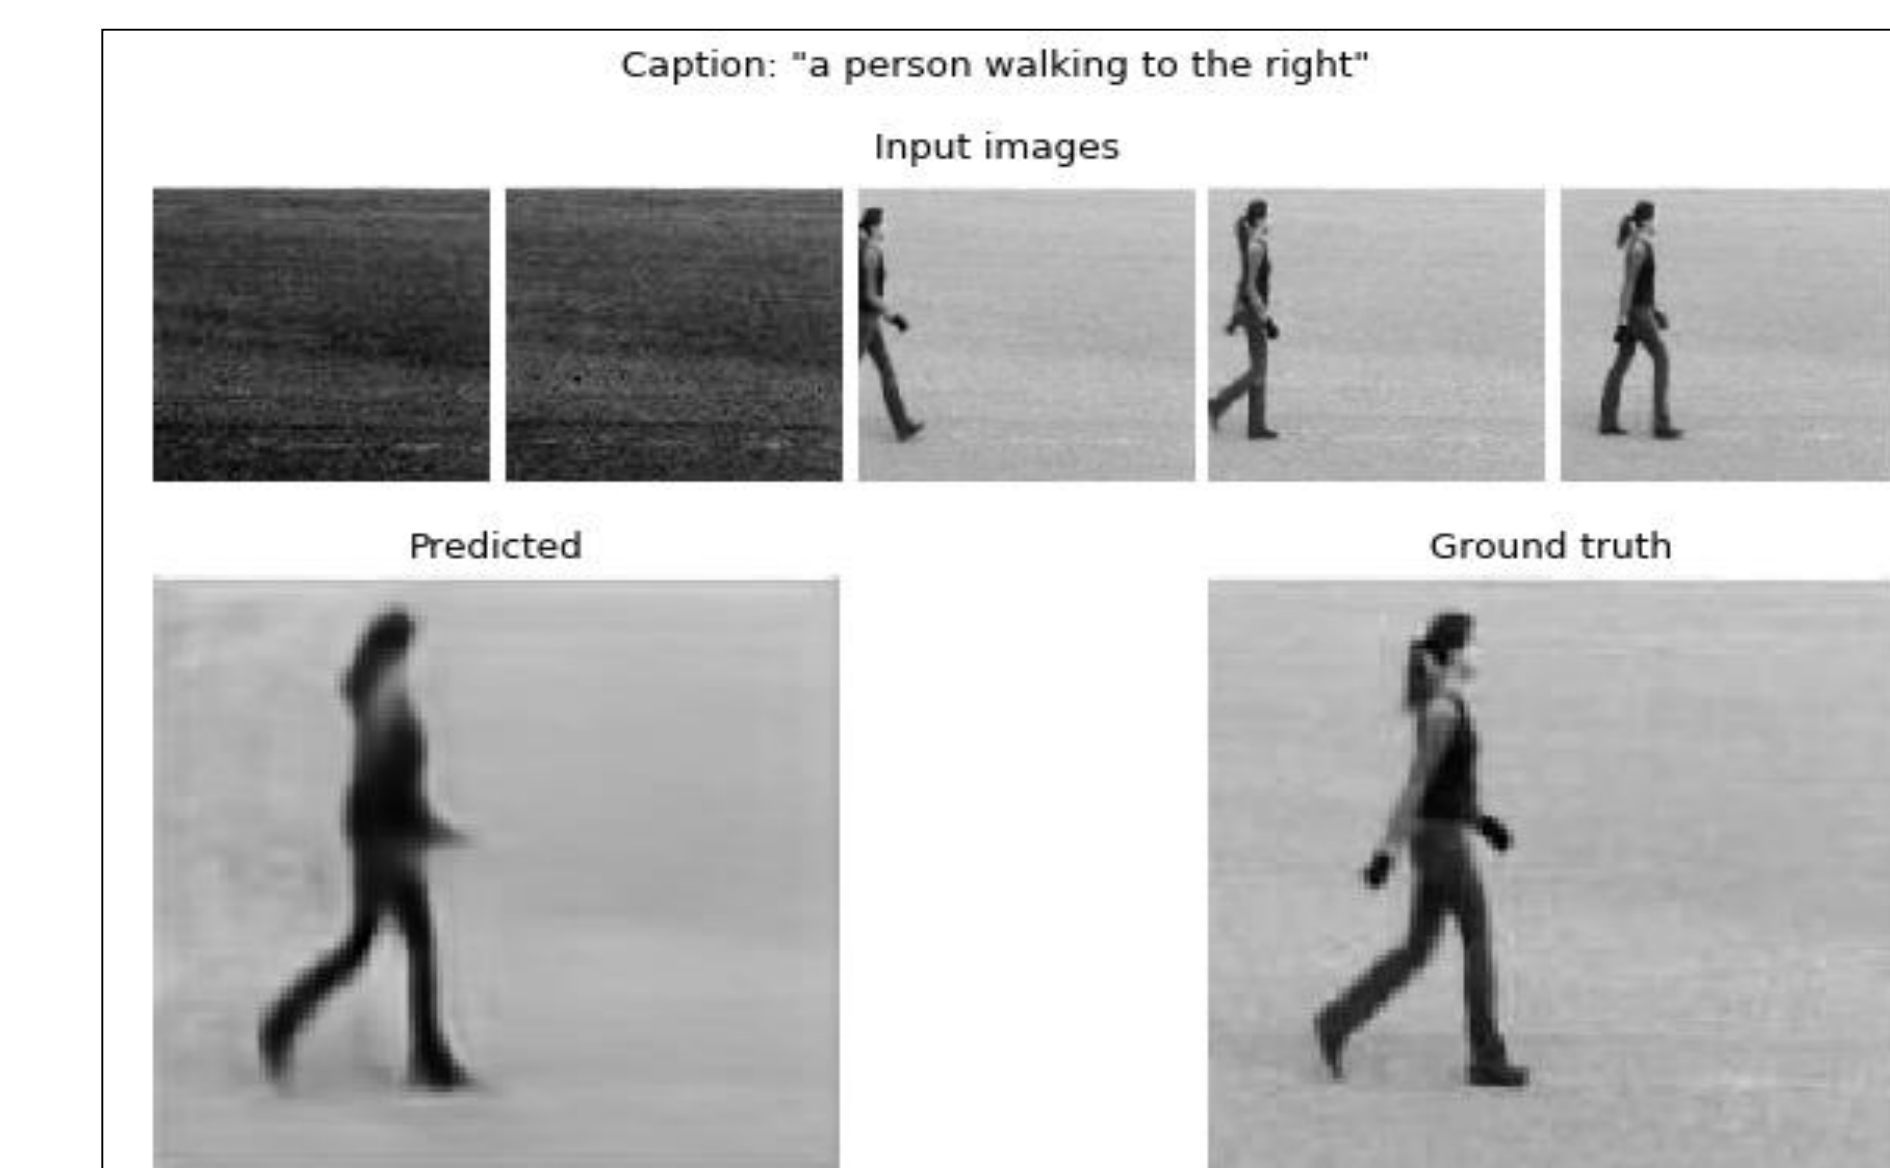 Caption: "a person walking to the right"
Input images
Predicted
Ground truth